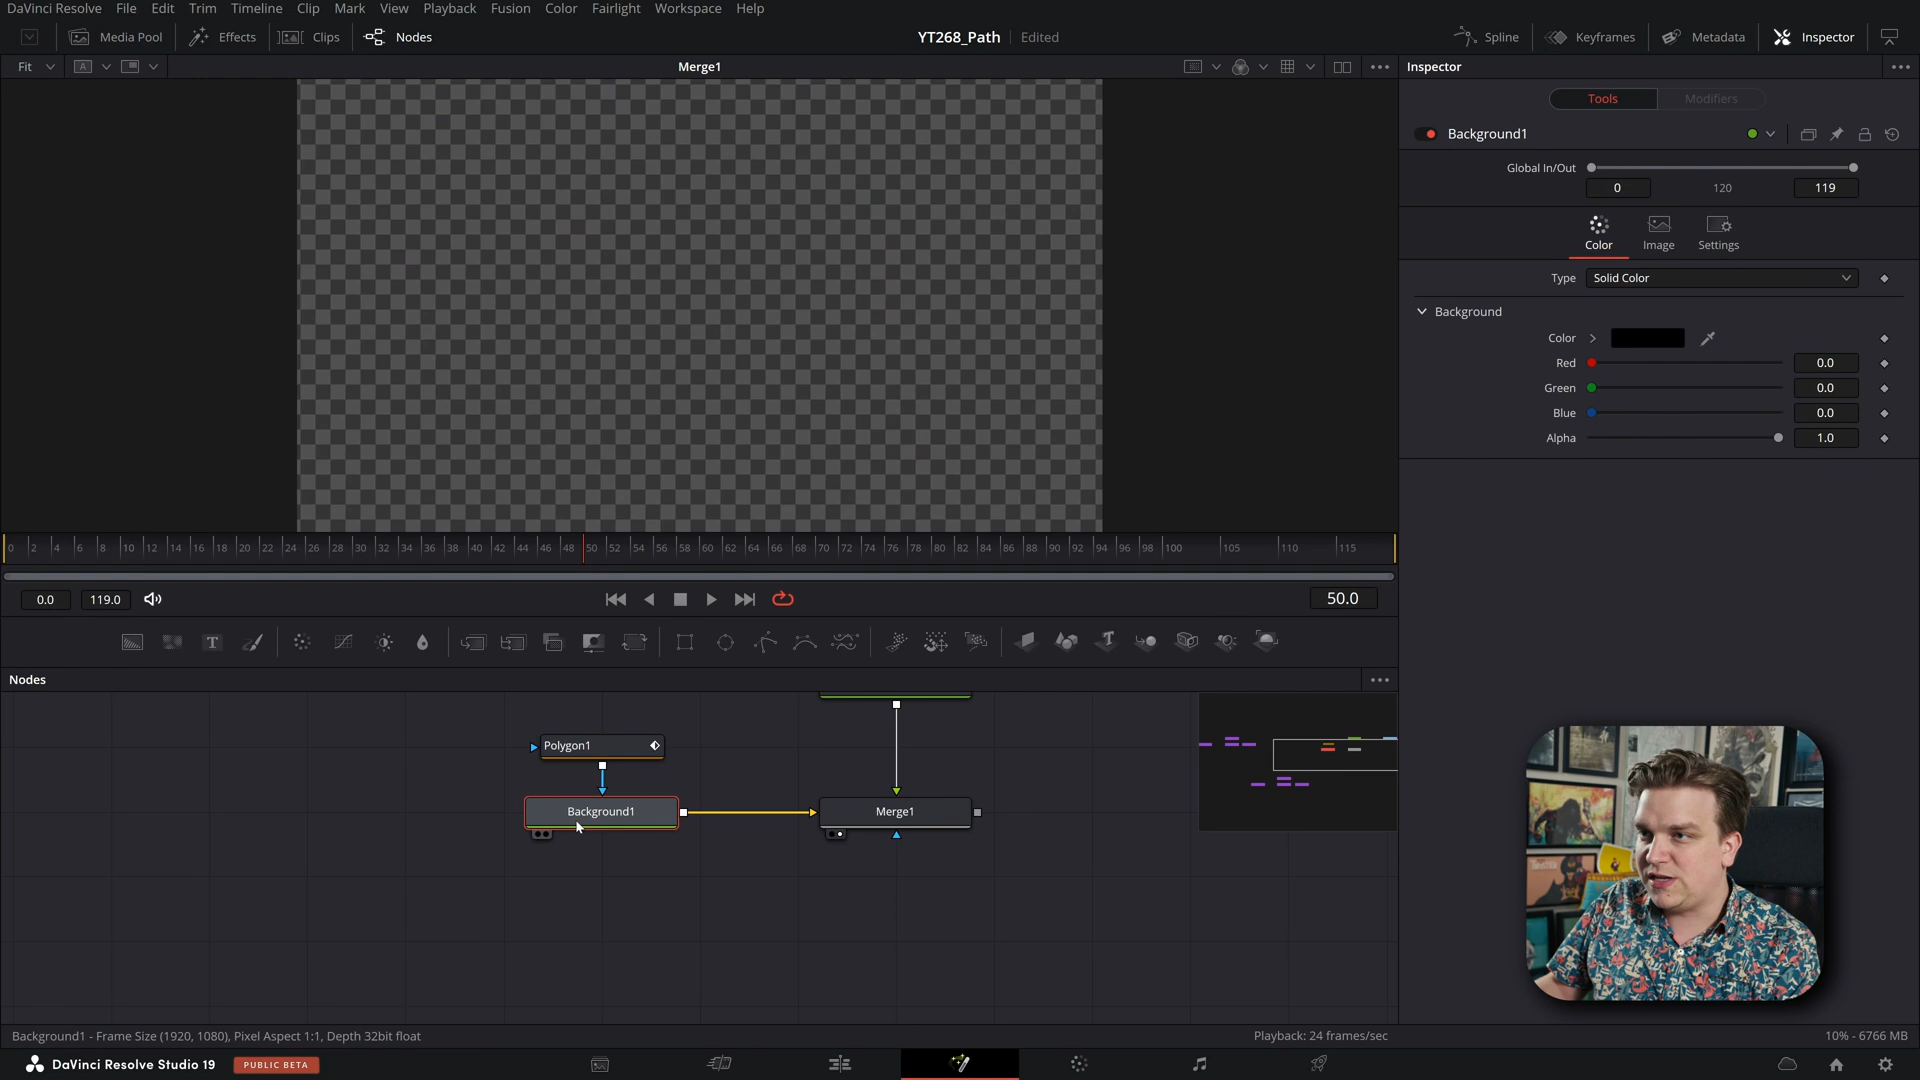 DaVinci Resolve File Edit Trim Timeline Clip Mark View Playback Fusion Color Fairlight Workspace Help
Media Pool Effects Clips Nodes YT268_Path Edited Spline Keyframes Metadata Inspector
Fit A Merge1 Inspector
Tools Modifiers
Background1
Global In/Out
0 120 119
Color Image Settings
Type Solid Color
Background
Color
Red 0.0
Green 0.0
Blue 0.0
Alpha 1.0
0 2 4 6 8 10 12 14 16 18 20 22 24 26 28 30 32 34 36 38 40 42 44 46 48 50 52 54 56 58 60 62 64 66 68 70 72 74 76 78 80 82 84 86 88 90 92 94 96 98 100 105 110 115
0.0 119.0 50.0
T
Nodes
Polygon1
Background1 Merge1
Background1 - Frame Size (1920, 1080), Pixel Aspect 1:1, Depth 32bit float Playback: 24 frames/sec 10% - 6766 MB
DaVinci Resolve Studio 19 PUBLIC BETA